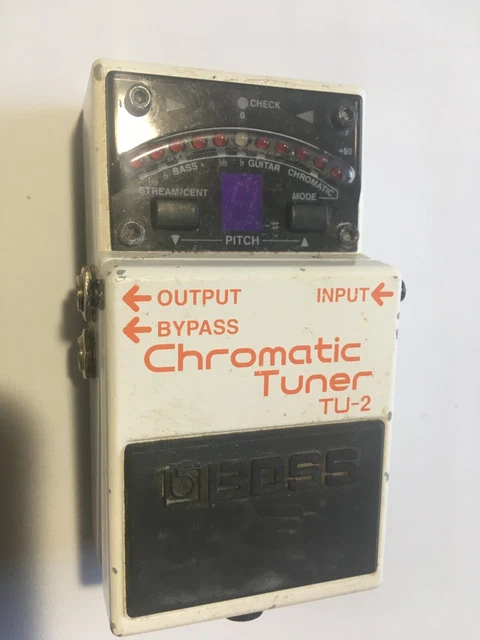 CHECK
0
+50
♭♭ BASS ♭ ♭♭ ♭ GUITAR CHROMATIC
STREAM/CENT
MODE
▼ PITCH ▲
← OUTPUT
INPUT ←
← BYPASS
Chromatic
Tuner
TU-2
BOSS